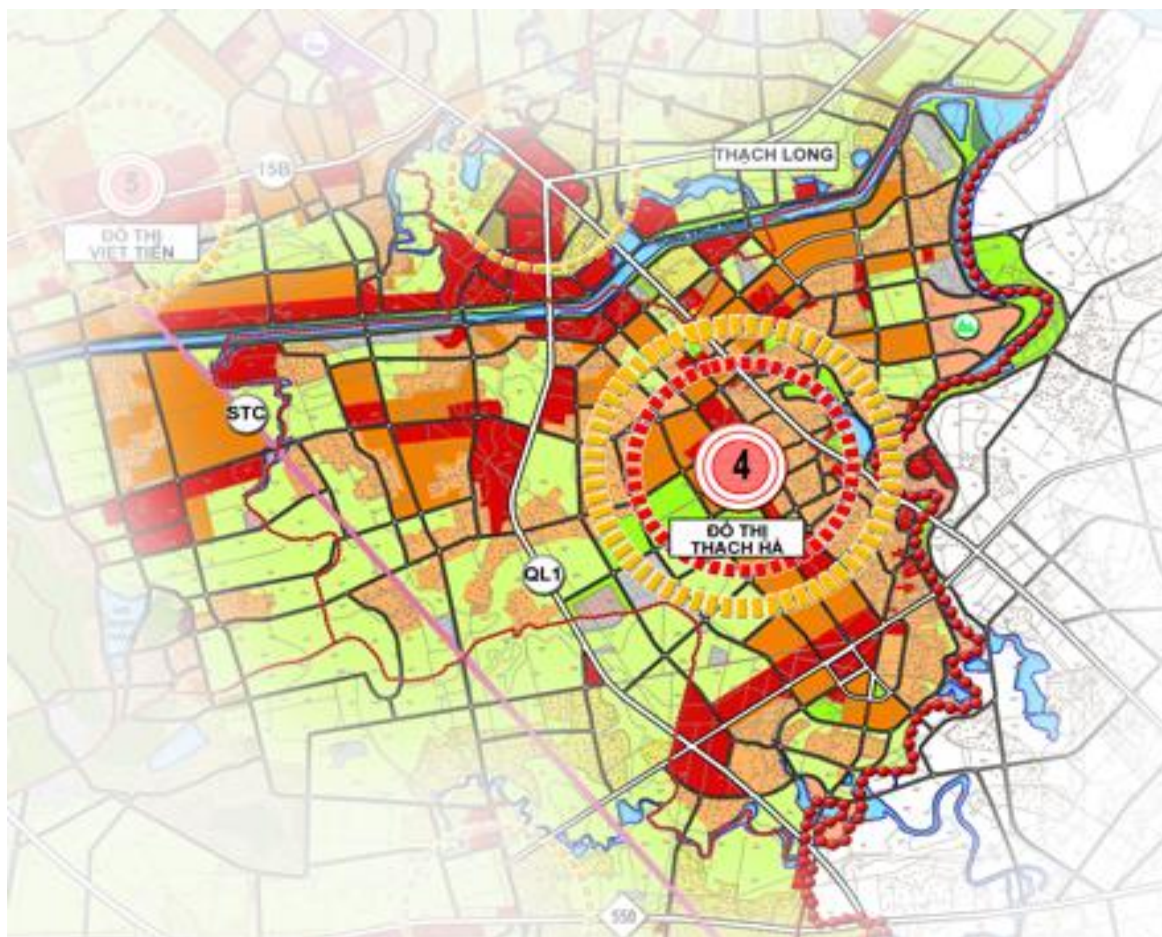 THẠCH LONG
15B
5
ĐÔ THỊ
VIỆT TIẾN
STC
4
ĐÔ THỊ
THẠCH HÀ
QL1
550